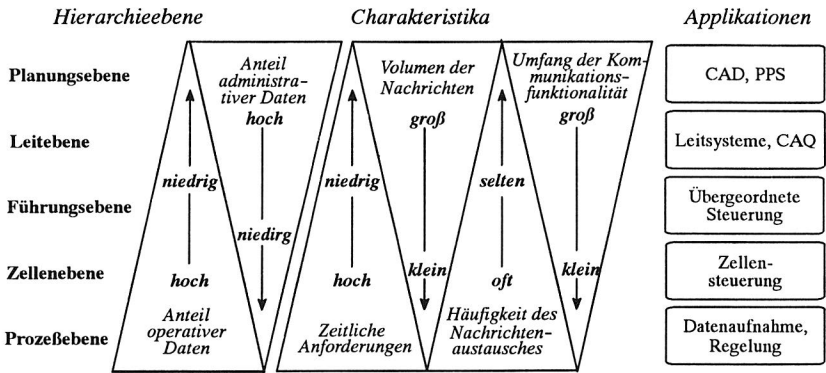 Hierarchieebene
Charakteristika
Applikationen
Planungsebene
Leitebene
Führungsebene
Zellenebene
Prozeßebene
Anteil
administra-
tiver Daten
hoch
niedirg
niedrig
hoch
Anteil
operativer
Daten
niedrig
hoch
Zeitliche
Anforderungen
Volumen der
Nachrichten
groß
klein
selten
oft
Häufigkeit des
Nachrichten-
austausches
Umfang der Kom-
munikations-
funktionalität
groß
klein
CAD, PPS
Leitsysteme, CAQ
Übergeordnete
Steuerung
Zellen-
steuerung
Datenaufnahme,
Regelung